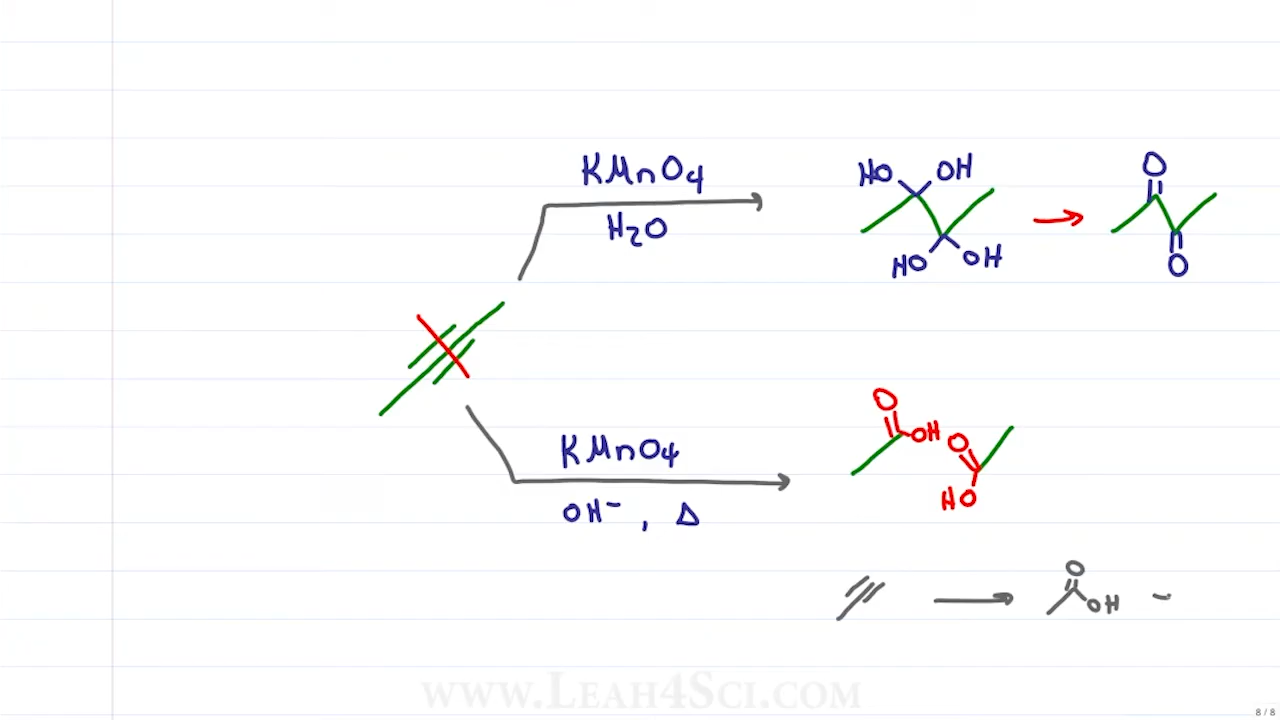 KMnO4
H2O
HO OH
HO OH
O
O
KMnO4
OH⁻ , Δ
O
OH
O
HO
O
OH
www.Leah4Sci.com
8 / 8